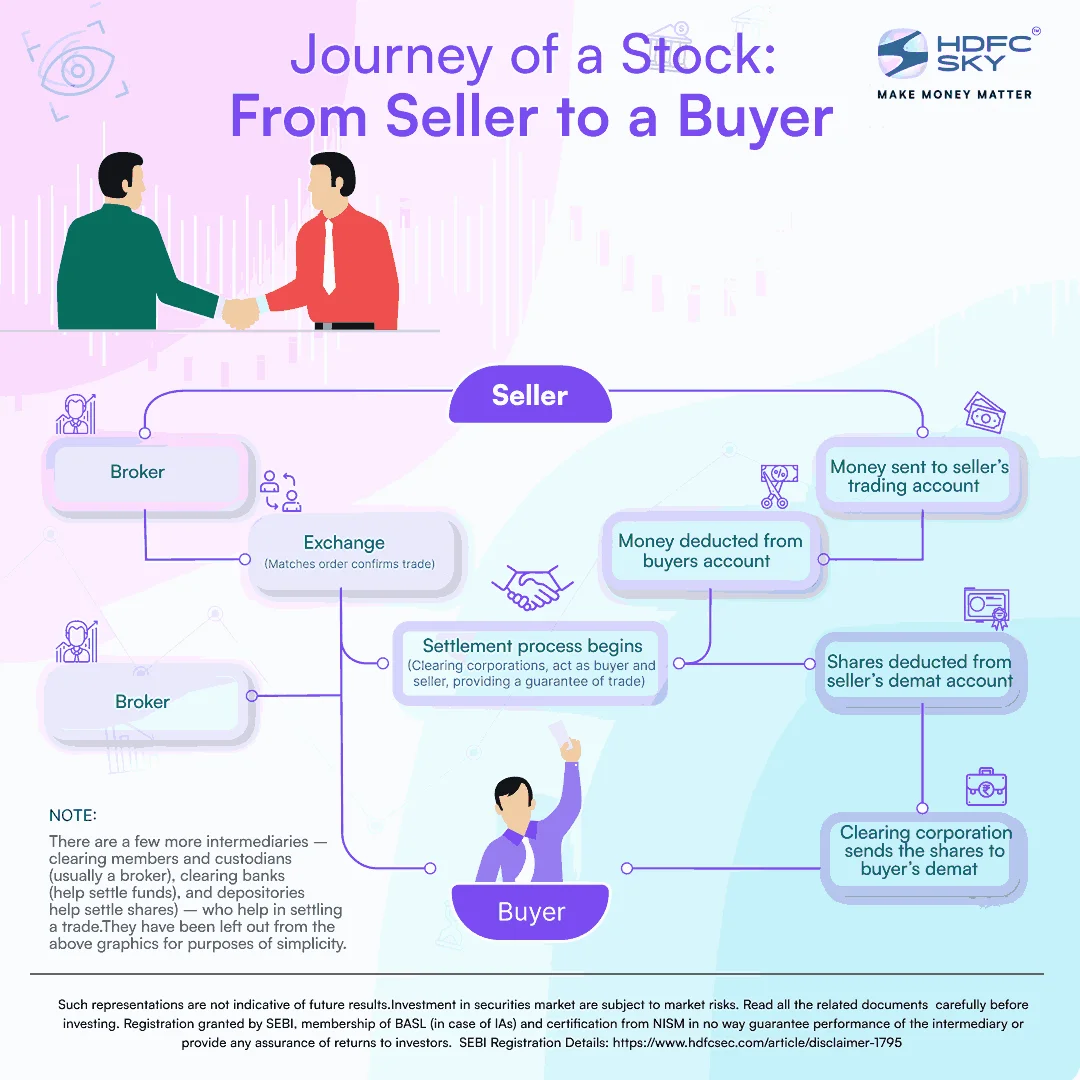 Journey of a Stock:
From Seller to a Buyer
HDFC
SKY
TM
MAKE MONEY MATTER
Seller
Broker
Money sent to seller's
trading account
Exchange
(Matches order confirms trade)
Money deducted from
buyers account
Settlement process begins
(Clearing corporations, act as buyer and
seller, providing a guarantee of trade)
Shares deducted from
seller's demat account
Broker
Clearing corporation
sends the shares to
buyer's demat
Buyer
NOTE:
There are a few more intermediaries —
clearing members and custodians
(usually a broker), clearing banks
(help settle funds), and depositories
help settle shares) — who help in settling
a trade.They have been left out from the
above graphics for purposes of simplicity.
Such representations are not indicative of future results.Investment in securities market are subject to market risks. Read all the related documents carefully before
investing. Registration granted by SEBI, membership of BASL (in case of IAs) and certification from NISM in no way guarantee performance of the intermediary or
provide any assurance of returns to investors. SEBI Registration Details: https://www.hdfcsec.com/article/disclaimer-1795